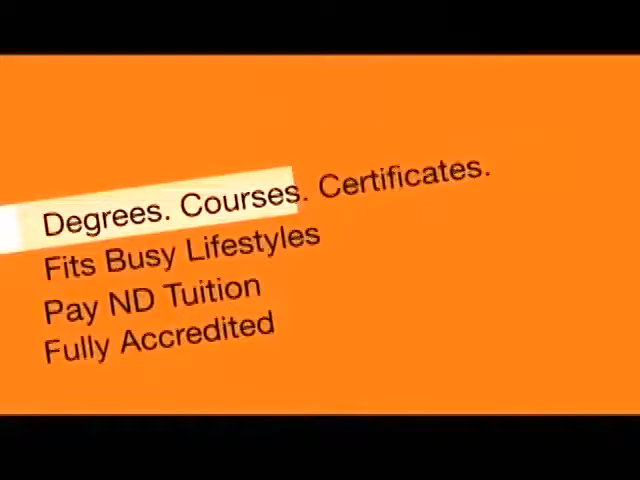 Degrees. Courses. Certificates.
Fits Busy Lifestyles
Pay ND Tuition
Fully Accredited